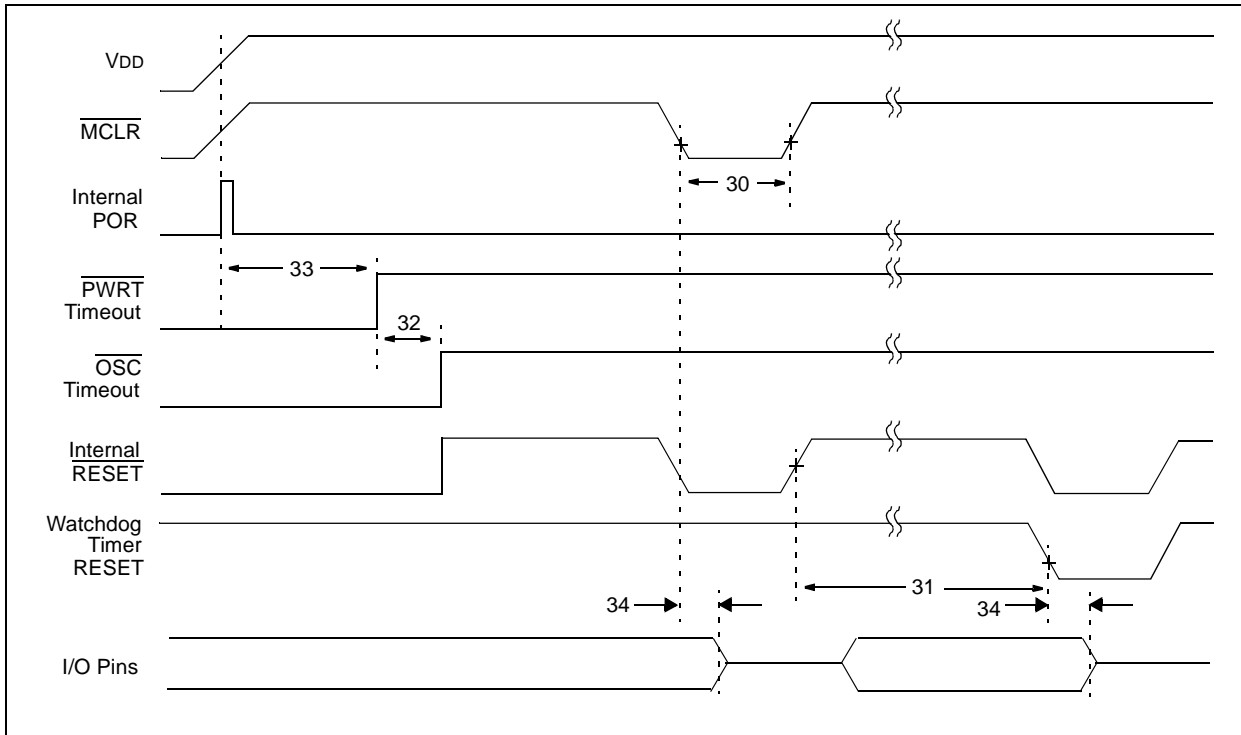 VDD
MCLR
30
Internal
POR
33
PWRT
Timeout
32
OSC
Timeout
Internal
RESET
Watchdog
Timer
RESET
31
34
34
I/O Pins